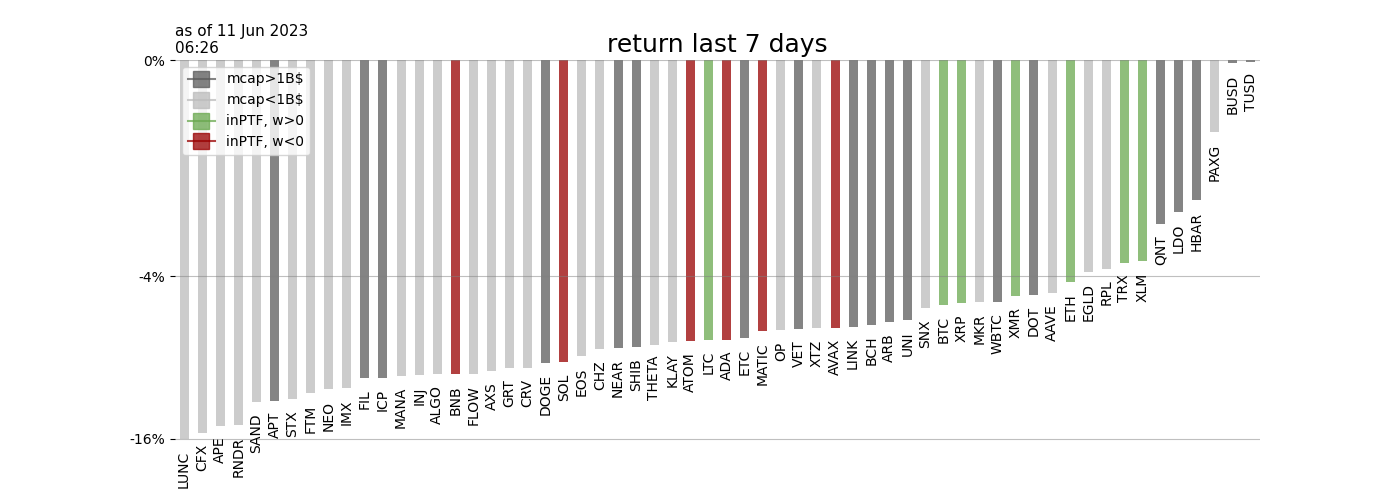 as of 11 Jun 2023
06:26
return last 7 days
0%
-4%
-16%
mcap>1B$
mcap<1B$
inPTF, w>0
inPTF, w<0
LUNC
CFX
APE
RNDR
SAND
APT
STX
FTM
NEO
IMX
FIL
ICP
MANA
INJ
ALGO
BNB
FLOW
AXS
GRT
CRV
DOGE
SOL
EOS
CHZ
NEAR
SHIB
THETA
KLAY
ATOM
LTC
ADA
ETC
MATIC
OP
VET
XTZ
AVAX
LINK
BCH
ARB
UNI
SNX
BTC
XRP
MKR
WBTC
XMR
DOT
AAVE
ETH
EGLD
RPL
TRX
XLM
QNT
LDO
HBAR
PAXG
BUSD
TUSD